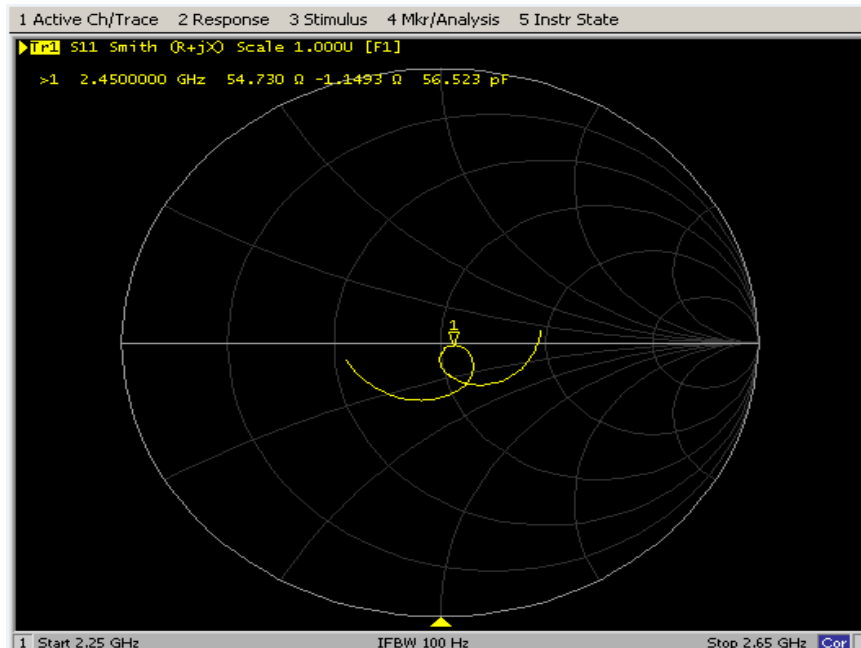 1 Active Ch/Trace 2 Response 3 Stimulus 4 Mkr/Analysis 5 Instr State
Tr1 S11 Smith (R+jX) Scale 1.000U [F1]
>1 2.4500000 GHz 54.730 Ω -1.1493 Ω 56.523 pF
1
1 Start 2.25 GHz IFBW 100 Hz Stop 2.65 GHz Cor